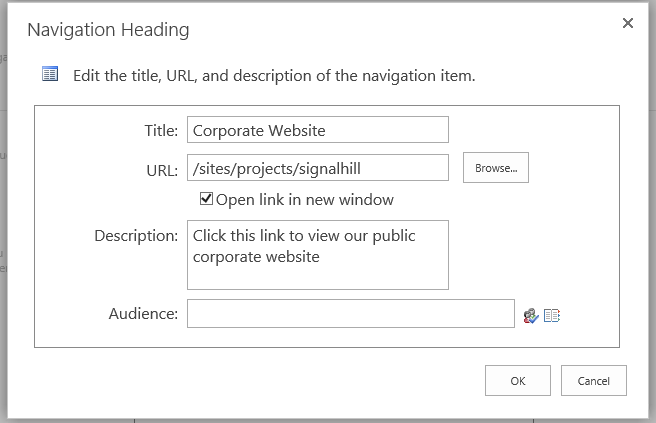 Navigation Heading
Edit the title, URL, and description of the navigation item.
Title: Corporate Website
URL: /sites/projects/signalhill Browse...
Open link in new window
Description: Click this link to view our public
corporate website
Audience:
OK Cancel